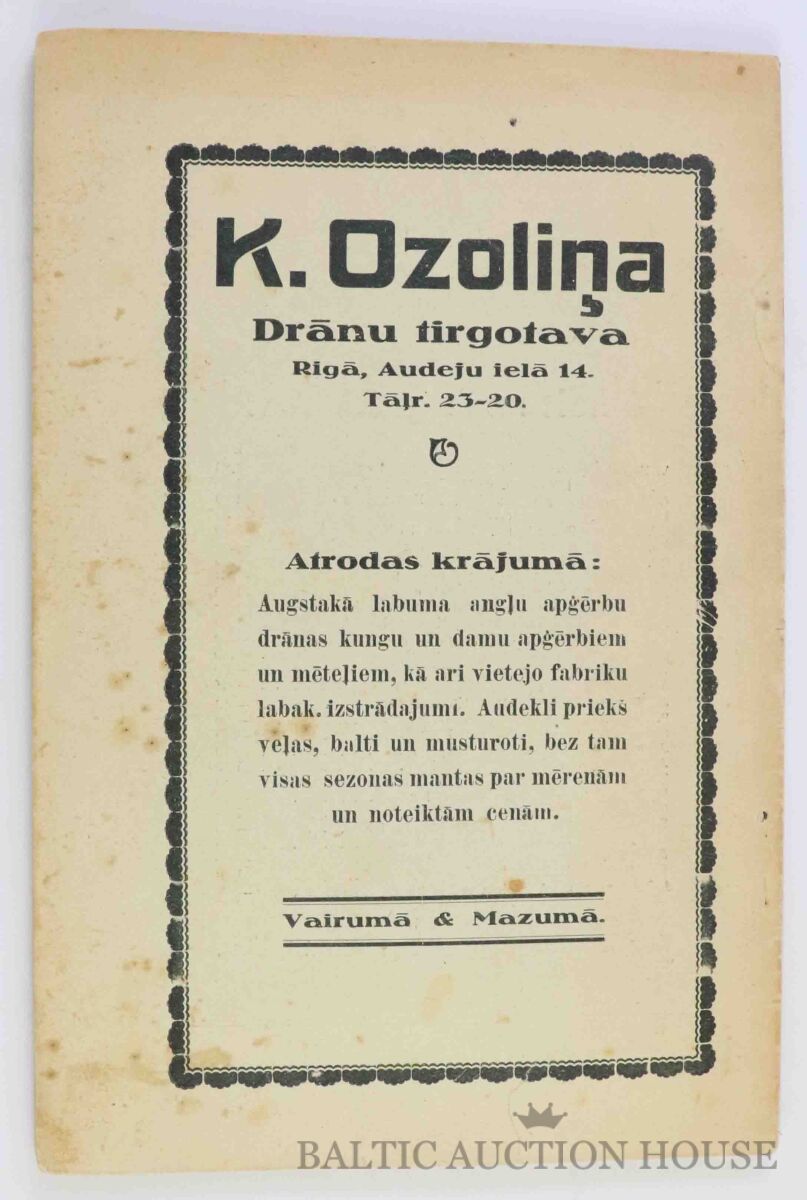 K. Ozoliņa
Drānu tirgotava
Rigā, Audeju ielā 14.
Tāļr. 23-20.
Atrodas krājumā:
Augstakā labuma angļu apģērbu
drānas kungu un damu apģērbiem
un mēteļiem, kā ari vietejo fabriku
labak. izstrādajumi. Audekli priekš
veļas, balti un musturoti, bez tam
visas sezonas mantas par mērenām
un noteiktām cenām.
Vairumā & Mazumā.
BALTIC AUCTION HOUSE